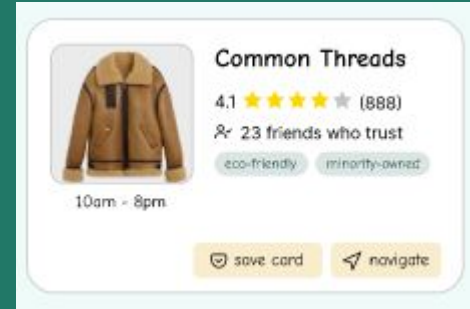 Common Threads
4.1 (888)
23 friends who trust
eco-friendly minority-owned
10am - 8pm
save card navigate